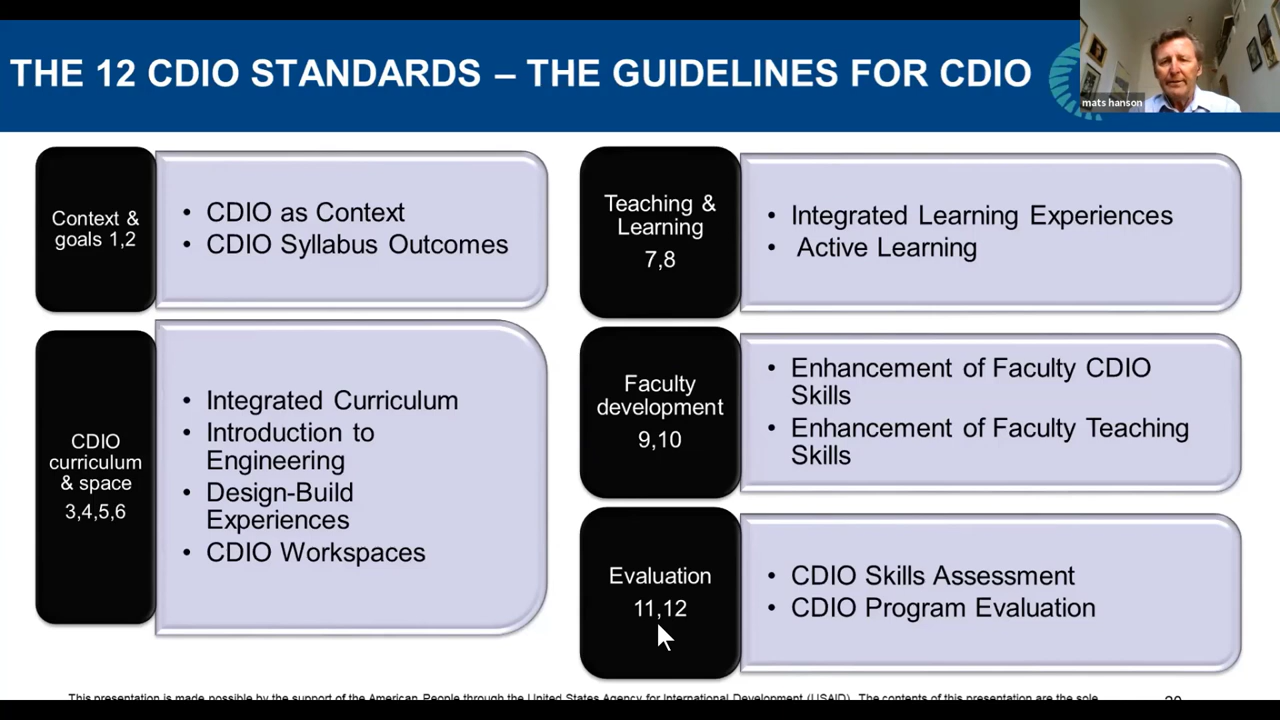 THE 12 CDIO STANDARDS – THE GUIDELINES FOR CDIO
mats hanson
Context &
goals 1,2
• CDIO as Context
• CDIO Syllabus Outcomes
CDIO
curriculum
& space
3,4,5,6
• Integrated Curriculum
• Introduction to
Engineering
• Design-Build
Experiences
• CDIO Workspaces
Teaching &
Learning
7,8
• Integrated Learning Experiences
• Active Learning
Faculty
development
9,10
• Enhancement of Faculty CDIO
Skills
• Enhancement of Faculty Teaching
Skills
Evaluation
11,12
• CDIO Skills Assessment
• CDIO Program Evaluation
This presentation is made possible by the support of the American People through the United States Agency for International Development (USAID). The contents of this presentation are the sole